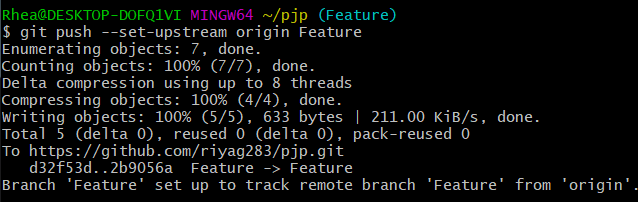 Rhea@DESKTOP-DOFQ1VI MINGW64 ~/pjp (Feature)
$ git push --set-upstream origin Feature
Enumerating objects: 7, done.
Counting objects: 100% (7/7), done.
Delta compression using up to 8 threads
Compressing objects: 100% (4/4), done.
Writing objects: 100% (5/5), 633 bytes | 211.00 KiB/s, done.
Total 5 (delta 0), reused 0 (delta 0), pack-reused 0
To https://github.com/riyag283/pjp.git
   d32f53d..2b9056a  Feature -> Feature
Branch 'Feature' set up to track remote branch 'Feature' from 'origin'.